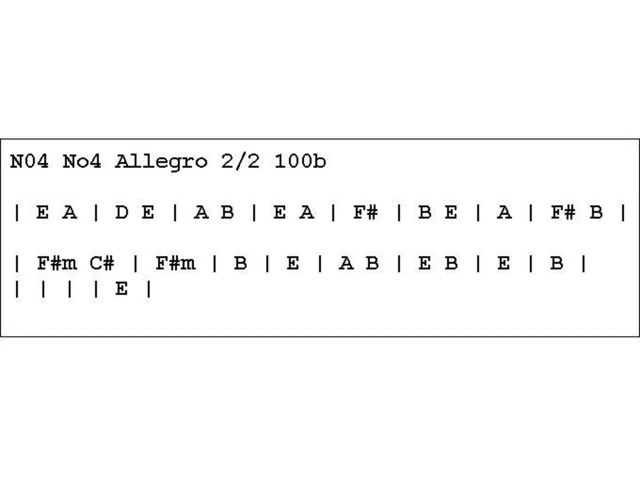 N04 No4 Allegro 2/2 100b
| E A | D E | A B | E A | F# | B E | A | F# B |
| F#m C# | F#m | B | E | A B | E B | E | B |
| | | | E |